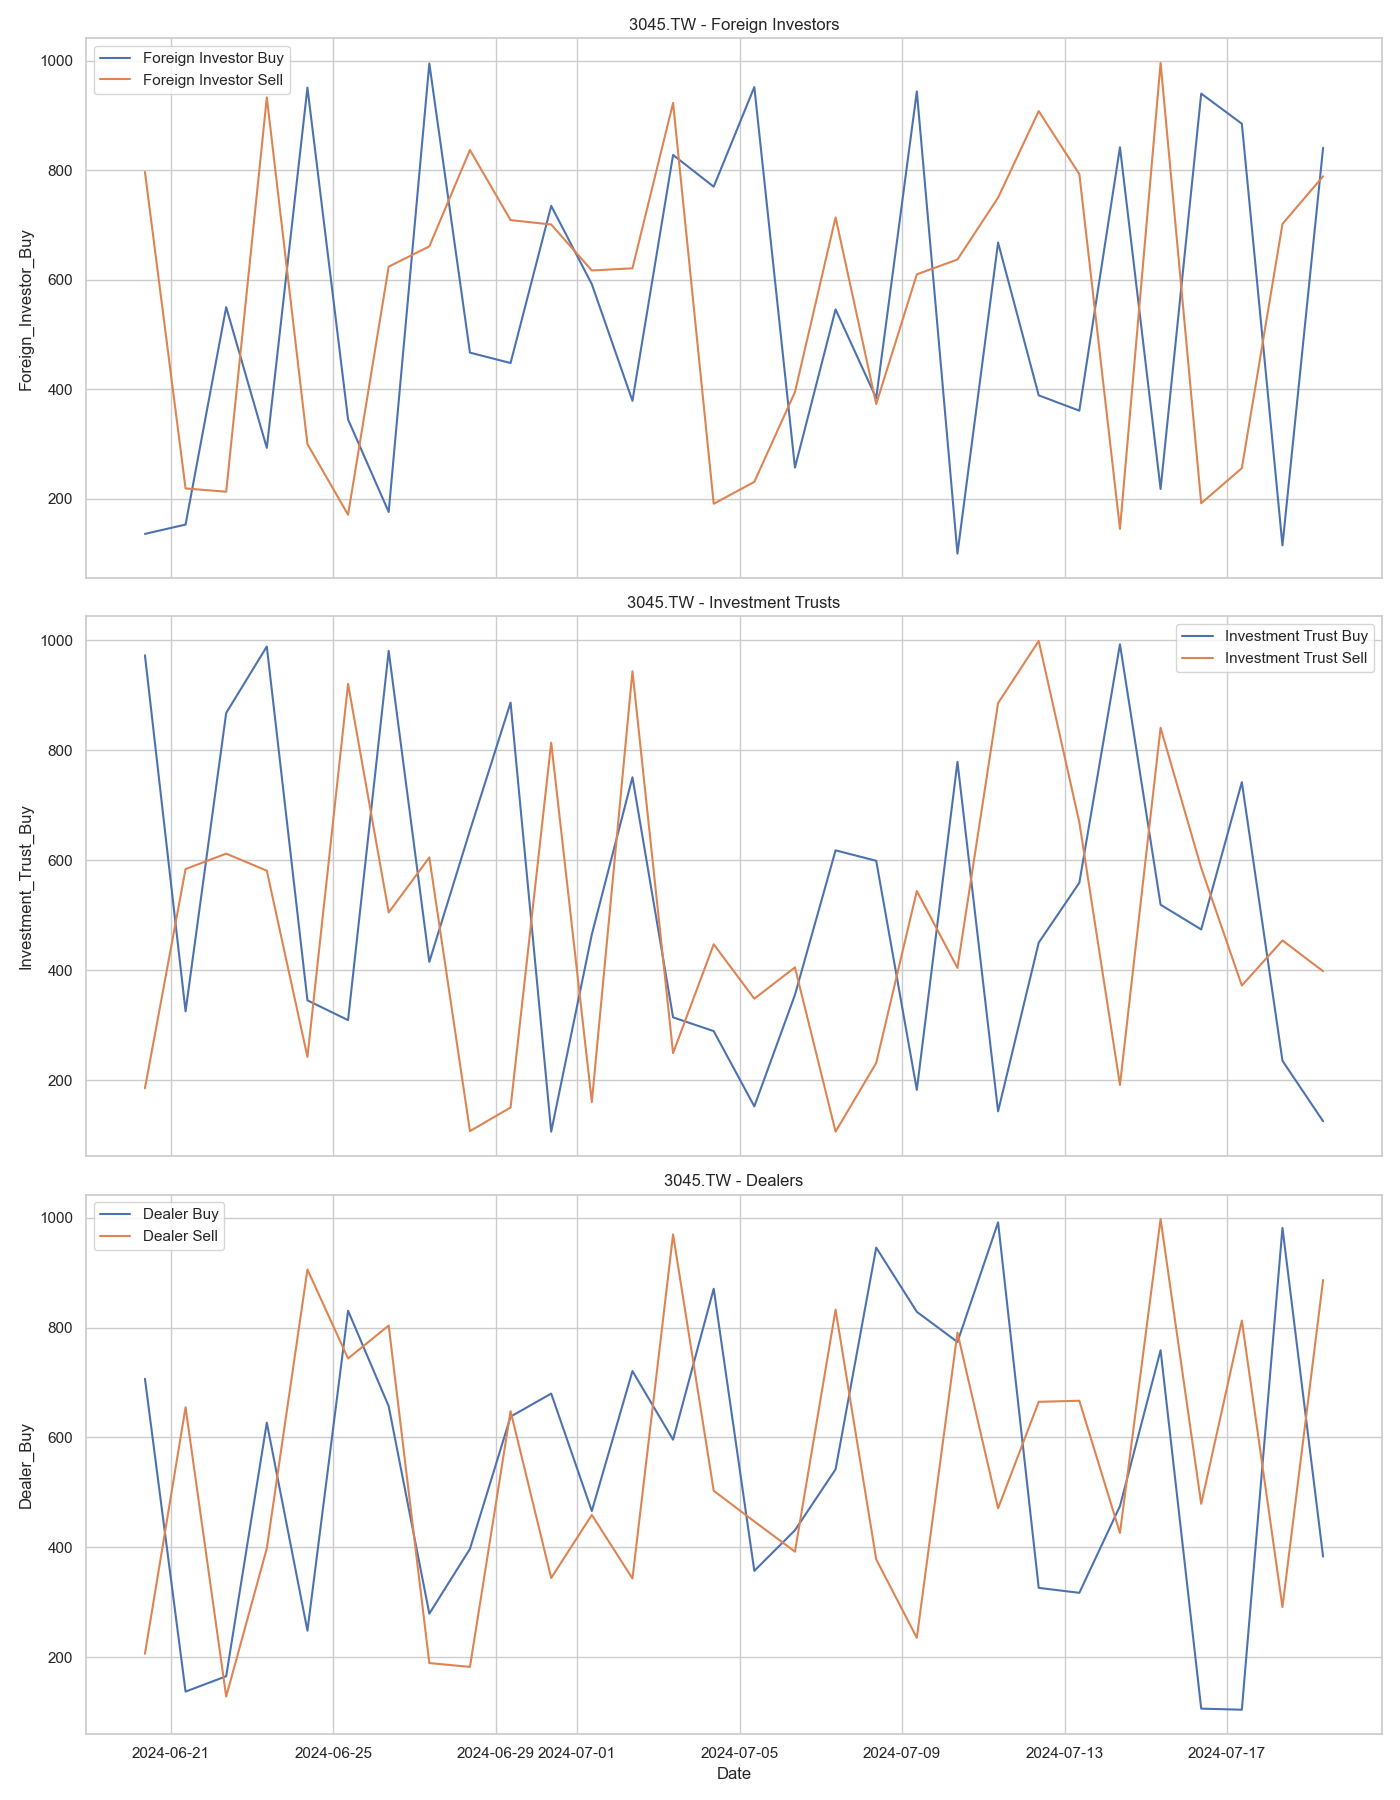 3045.TW - Foreign Investors
Foreign Investor Buy
Foreign Investor Sell
Foreign_Investor_Buy
1000
800
600
400
200
3045.TW - Investment Trusts
Investment Trust Buy
Investment Trust Sell
Investment_Trust_Buy
1000
800
600
400
200
3045.TW - Dealers
Dealer Buy
Dealer Sell
Dealer_Buy
1000
800
600
400
200
2024-06-21 2024-06-25 2024-06-29 2024-07-01 2024-07-05 2024-07-09 2024-07-13 2024-07-17
Date